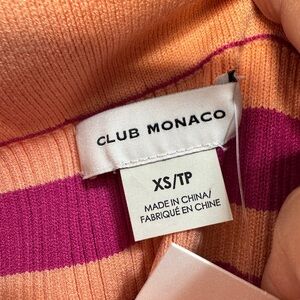 CLUB MONACO
XS/TP
MADE IN CHINA/
FABRIQUÉ EN CHINE